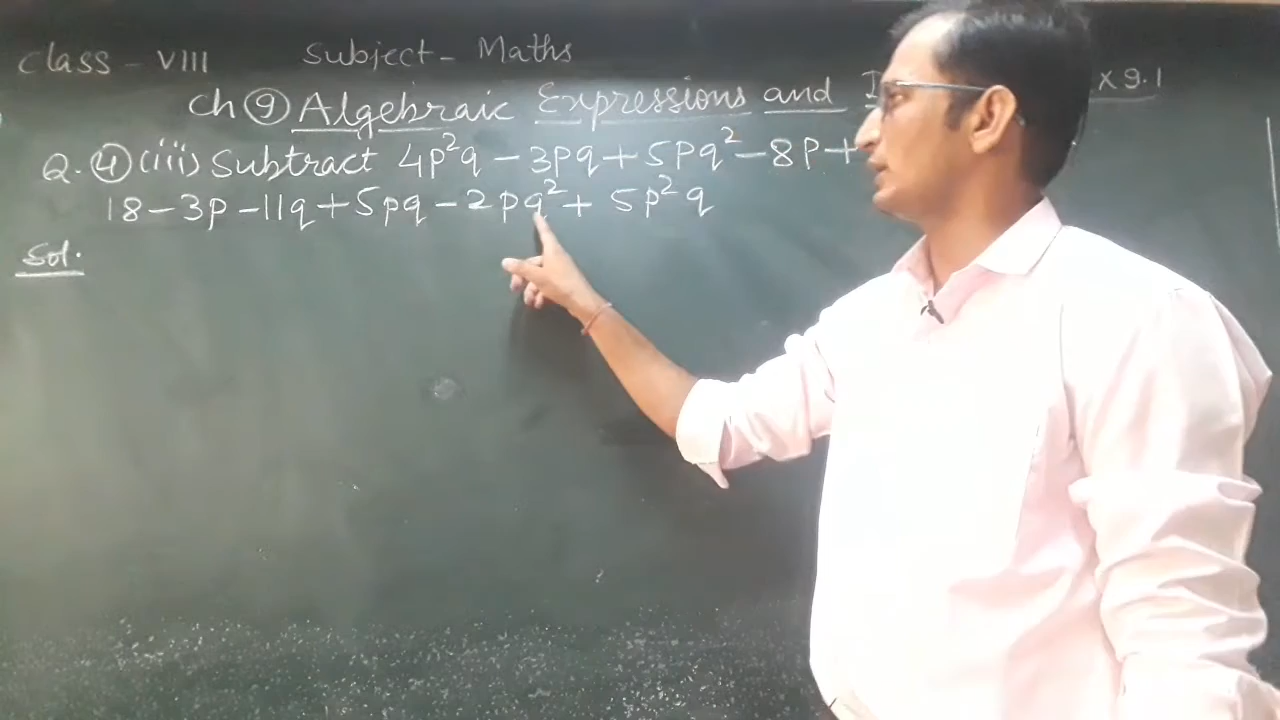 Class - VIII Subject - Maths
Ch 9 Algebraic Expressions and x 9.1
Q. 4 (iii) Subtract 4p²q - 3pq + 5pq² - 8p +
18 - 3p - 11q + 5pq - 2pq² + 5p²q
Sol.